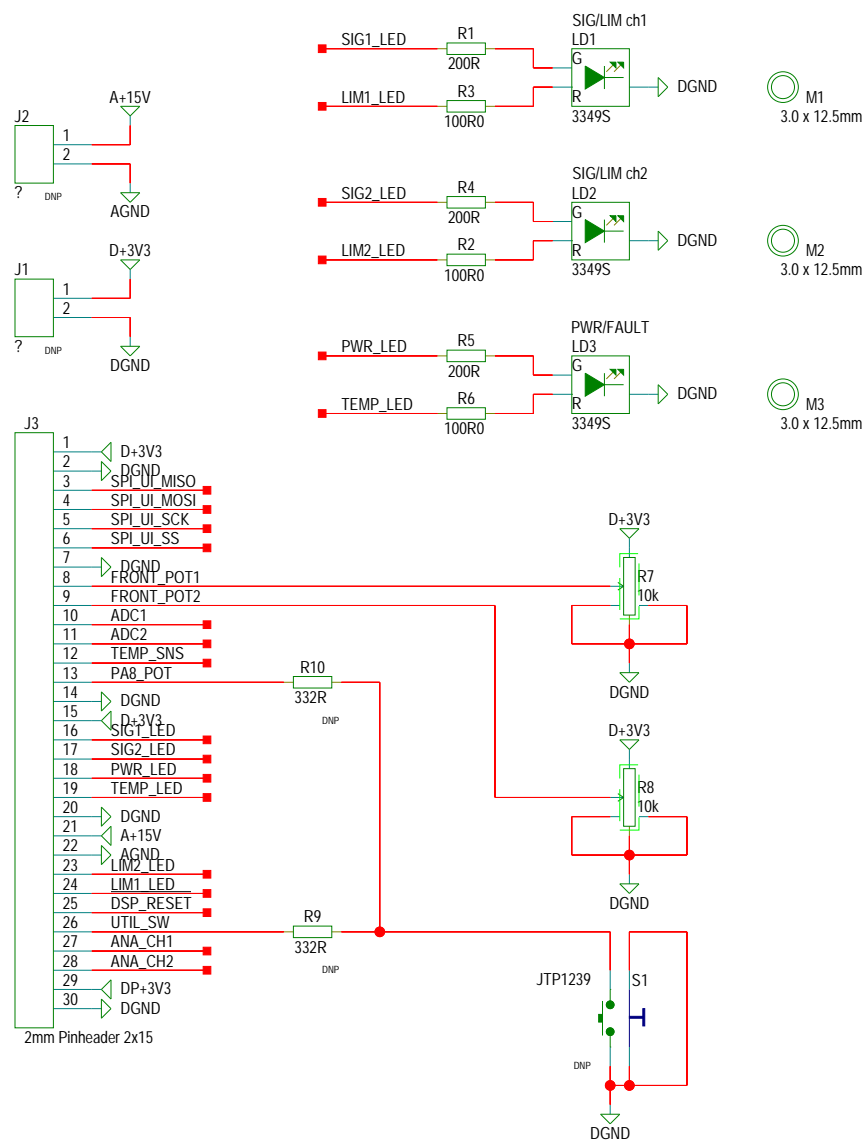 SIG/LIM ch1
SIG1_LED
R1
200R
LD1
G
LIM1_LED
R3
100R0
R
3349S
DGND
M1
3.0 x 12.5mm
J2
A+15V
1
2
?
DNP
AGND
SIG/LIM ch2
SIG2_LED
R4
200R
LD2
G
LIM2_LED
R2
100R0
R
3349S
DGND
M2
3.0 x 12.5mm
J1
D+3V3
1
2
?
DNP
DGND
PWR/FAULT
PWR_LED
R5
200R
LD3
G
TEMP_LED
R6
100R0
R
3349S
DGND
M3
3.0 x 12.5mm
J3
1 D+3V3
2 DGND
3 SPI_UI_MISO
4 SPI_UI_MOSI
5 SPI_UI_SCK
6 SPI_UI_SS
7 DGND
8 FRONT_POT1
9 FRONT_POT2
10 ADC1
11 ADC2
12 TEMP_SNS
13 PA8_POT
14 DGND
15 D+3V3
16 SIG1_LED
17 SIG2_LED
18 PWR_LED
19 TEMP_LED
20 DGND
21 A+15V
22 AGND
23 LIM2_LED
24 LIM1_LED
25 DSP_RESET
26 UTIL_SW
27 ANA_CH1
28 ANA_CH2
29 DP+3V3
30 DGND
2mm Pinheader 2x15
R10
332R
DNP
R9
332R
DNP
D+3V3
R7
10k
DGND
D+3V3
R8
10k
DGND
JTP1239
S1
DNP
DGND